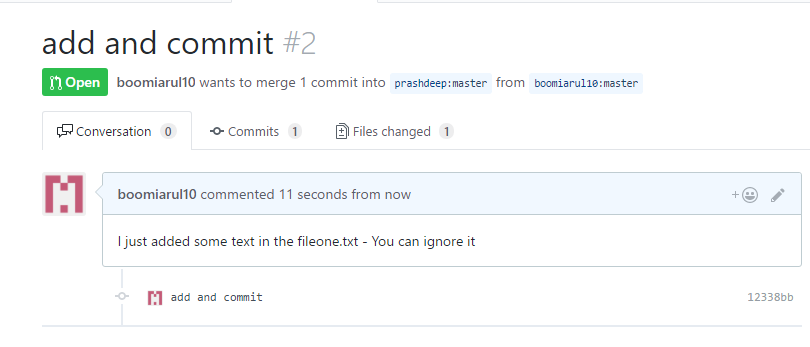 add and commit #2
Open boomiarul10 wants to merge 1 commit into prashdeep:master from boomiarul10:master
Conversation 0 Commits 1 Files changed 1
boomiarul10 commented 11 seconds from now
I just added some text in the fileone.txt - You can ignore it
add and commit 12338bb